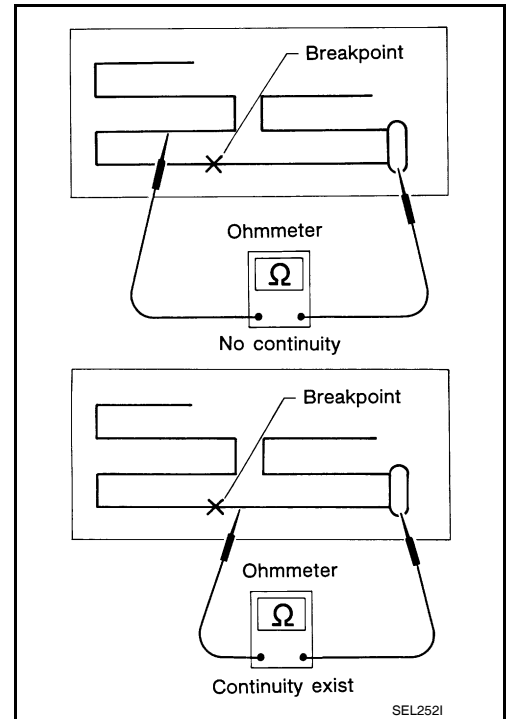 Breakpoint
Ohmmeter
Ω
No continuity
Breakpoint
Ohmmeter
Ω
Continuity exist
SEL252I